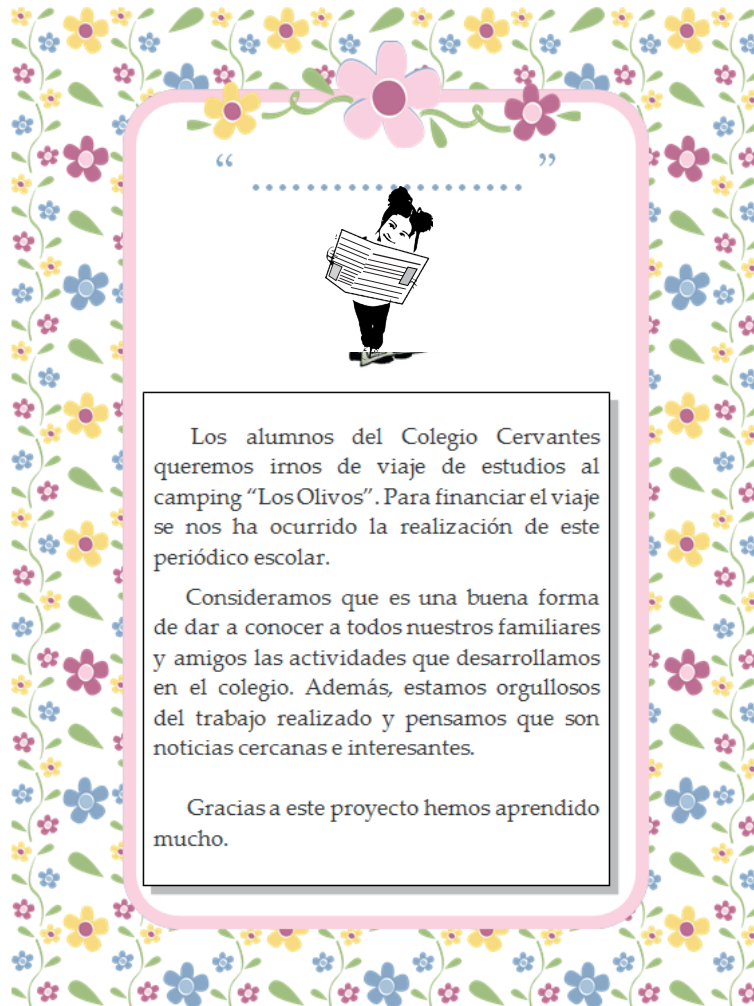 “ ”
Los alumnos del Colegio Cervantes
queremos irnos de viaje de estudios al
camping “Los Olivos”. Para financiar el viaje
se nos ha ocurrido la realización de este
periódico escolar.
Consideramos que es una buena forma
de dar a conocer a todos nuestros familiares
y amigos las actividades que desarrollamos
en el colegio. Además, estamos orgullosos
del trabajo realizado y pensamos que son
noticias cercanas e interesantes.
Gracias a este proyecto hemos aprendido
mucho.